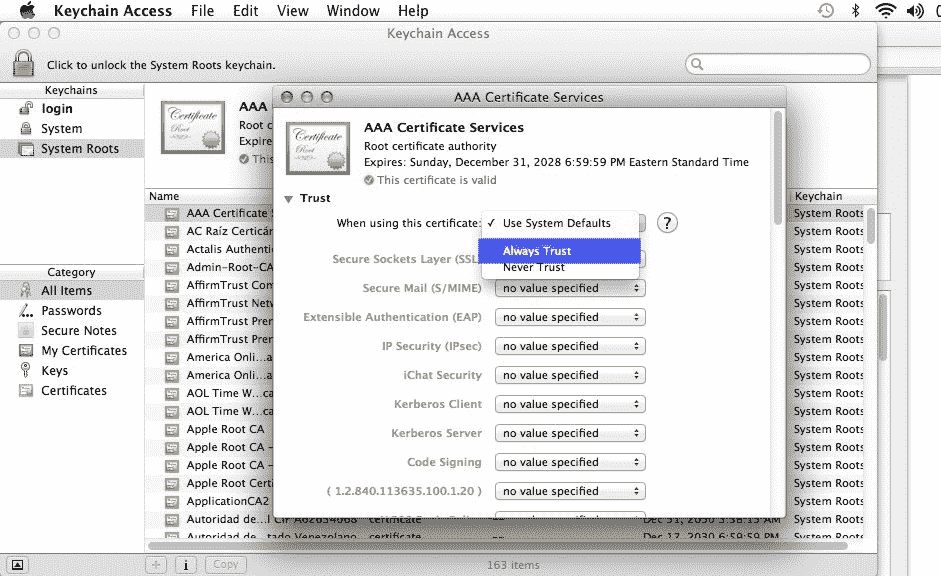 Keychain Access File Edit View Window Help
Keychain Access
Click to unlock the System Roots keychain.
Keychains
login
System
System Roots
Category
All Items
Passwords
Secure Notes
My Certificates
Keys
Certificates
Certificate
Root
AAA
Root c
Expire
This
Name
Keychain
AAA Certificate S
System Roots
AC Raíz Certicán
System Roots
Actalis Authentic
System Roots
Admin-Root-CA
System Roots
AffirmTrust Com
System Roots
AffirmTrust Netw
System Roots
AffirmTrust Prem
System Roots
AffirmTrust Prem
System Roots
America Onli...a
System Roots
America Onli...a
System Roots
AOL Time W...ca
System Roots
AOL Time W...ca
System Roots
Apple Root CA
System Roots
Apple Root CA -
System Roots
Apple Root CA -
System Roots
Apple Root Certi
System Roots
ApplicationCA2
System Roots
Autoridad de...l CIF A62634068 certificate -- Dec 31, 2030 3:38:15 AM System Roots
Autoridad de...tado Venezolano certificate -- Dec 17, 2030 6:59:59 PM System Roots
AAA Certificate Services
Certificate
Root
AAA Certificate Services
Root certificate authority
Expires: Sunday, December 31, 2028 6:59:59 PM Eastern Standard Time
This certificate is valid
Trust
When using this certificate: ✓ Use System Defaults ?
Always Trust
Never Trust
Secure Sockets Layer (SSL
Secure Mail (S/MIME) no value specified
Extensible Authentication (EAP) no value specified
IP Security (IPsec) no value specified
iChat Security no value specified
Kerberos Client no value specified
Kerberos Server no value specified
Code Signing no value specified
( 1.2.840.113635.100.1.20 ) no value specified
+ i Copy
163 items